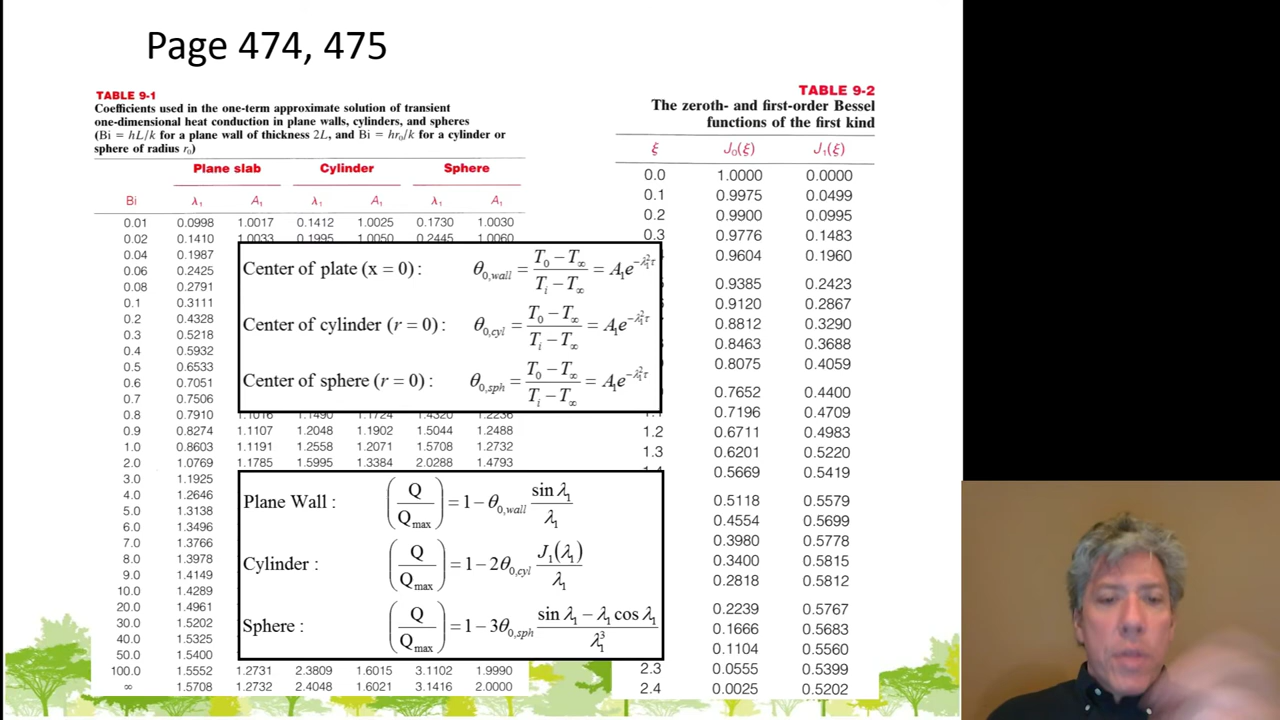 Page 474, 475
TABLE 9-1
Coefficients used in the one-term approximate solution of transient
one-dimensional heat conduction in plane walls, cylinders, and spheres
(Bi = hL/k for a plane wall of thickness 2L, and Bi = hr₀/k for a cylinder or
sphere of radius r₀)
Plane slab Cylinder Sphere
Bi λ₁ A₁ λ₁ A₁ λ₁ A₁
0.01 0.0998 1.0017 0.1412 1.0025 0.1730 1.0030
0.02 0.1410 1.0033 0.1995 1.0050 0.2445 1.0060
0.04 0.1987
0.06 0.2425
0.08 0.2791
0.1 0.3111
0.2 0.4328
0.3 0.5218
0.4 0.5932
0.5 0.6533
0.6 0.7051
0.7 0.7506
0.8 0.7910 1.1016 1.1490 1.1724 1.4320 1.2236
0.9 0.8274 1.1107 1.2048 1.1902 1.5044 1.2488
1.0 0.8603 1.1191 1.2558 1.2071 1.5708 1.2732
2.0 1.0769 1.1785 1.5995 1.3384 2.0288 1.4793
3.0 1.1925
4.0 1.2646
5.0 1.3138
6.0 1.3496
7.0 1.3766
8.0 1.3978
9.0 1.4149
10.0 1.4289
20.0 1.4961
30.0 1.5202
40.0 1.5325
50.0 1.5400
100.0 1.5552 1.2731 2.3809 1.6015 3.1102 1.9990
∞ 1.5708 1.2732 2.4048 1.6021 3.1416 2.0000
Center of plate (x = 0) : θ₀,wall = (T₀ − T∞)/(Tᵢ − T∞) = A₁e^(−λ₁²τ)
Center of cylinder (r = 0) : θ₀,cyl = (T₀ − T∞)/(Tᵢ − T∞) = A₁e^(−λ₁²τ)
Center of sphere (r = 0) : θ₀,sph = (T₀ − T∞)/(Tᵢ − T∞) = A₁e^(−λ₁²τ)
Plane Wall : (Q/Qmax) = 1 − θ₀,wall sin λ₁/λ₁
Cylinder : (Q/Qmax) = 1 − 2θ₀,cyl J₁(λ₁)/λ₁
Sphere : (Q/Qmax) = 1 − 3θ₀,sph (sin λ₁ − λ₁ cos λ₁)/λ₁³
TABLE 9-2
The zeroth- and first-order Bessel
functions of the first kind
ξ J₀(ξ) J₁(ξ)
0.0 1.0000 0.0000
0.1 0.9975 0.0499
0.2 0.9900 0.0995
0.3 0.9776 0.1483
0.9604 0.1960
0.9385 0.2423
0.9120 0.2867
0.8812 0.3290
0.8463 0.3688
0.8075 0.4059
0.7652 0.4400
1.1 0.7196 0.4709
1.2 0.6711 0.4983
1.3 0.6201 0.5220
0.5669 0.5419
0.5118 0.5579
0.4554 0.5699
0.3980 0.5778
0.3400 0.5815
0.2818 0.5812
0.2239 0.5767
0.1666 0.5683
0.1104 0.5560
2.3 0.0555 0.5399
2.4 0.0025 0.5202